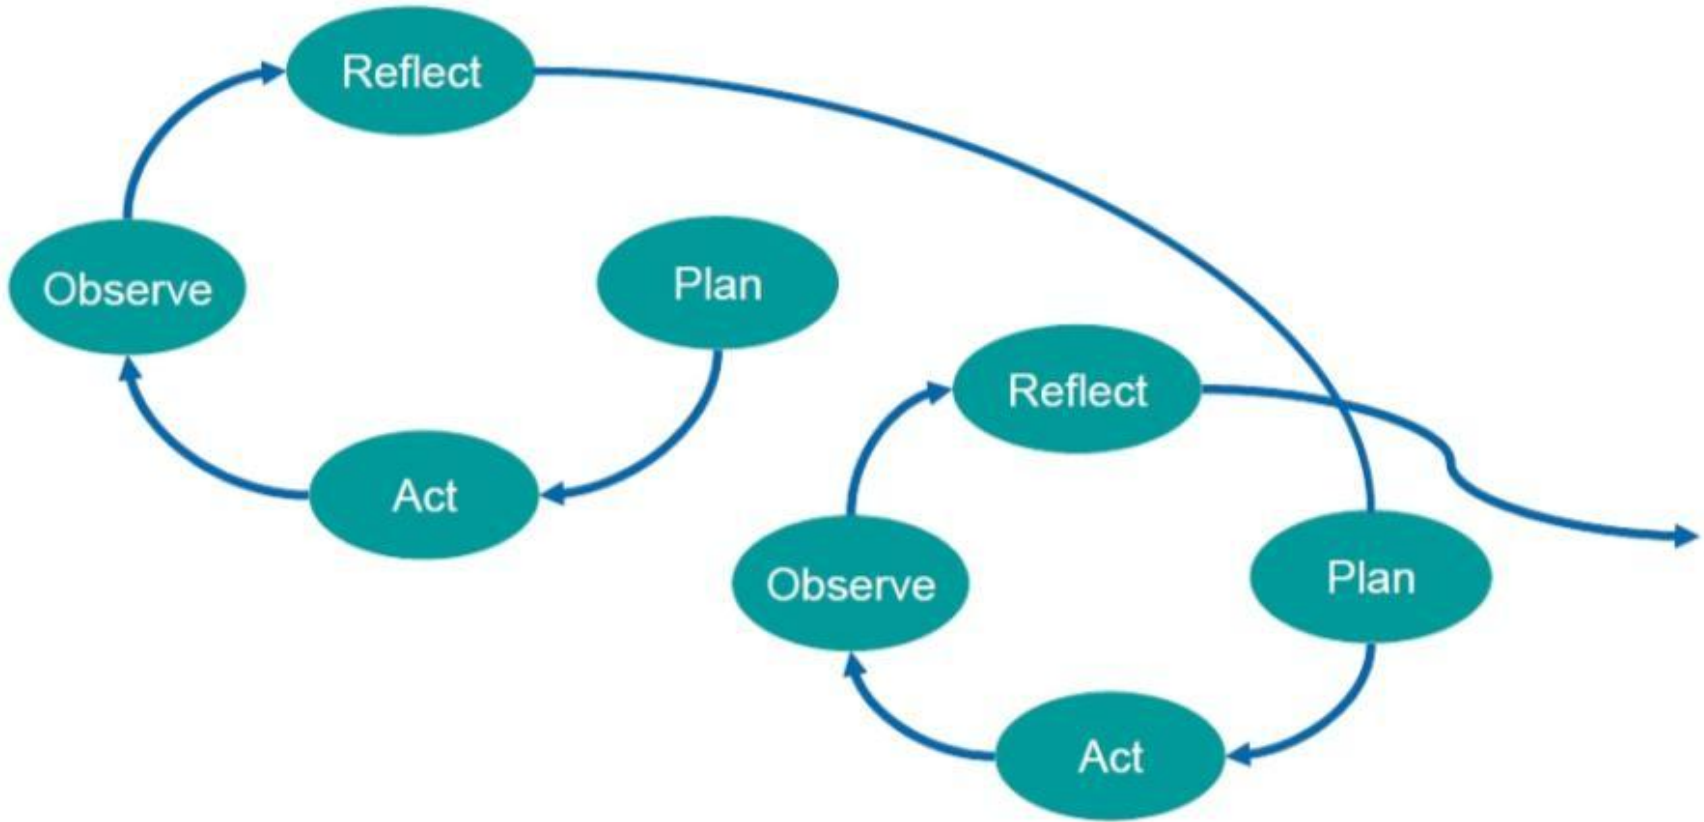 Reflect
Observe
Plan
Act
Reflect
Observe
Plan
Act